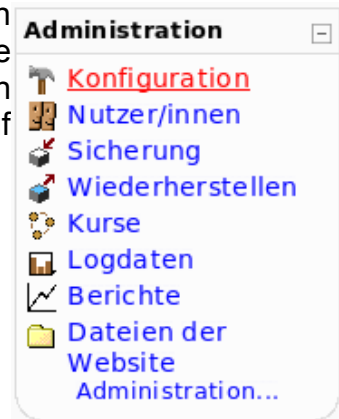 n
Administration
e
Konfiguration
n
Nutzer/innen
f
Sicherung
Wiederherstellen
Kurse
Logdaten
Berichte
Dateien der
Website
Administration...